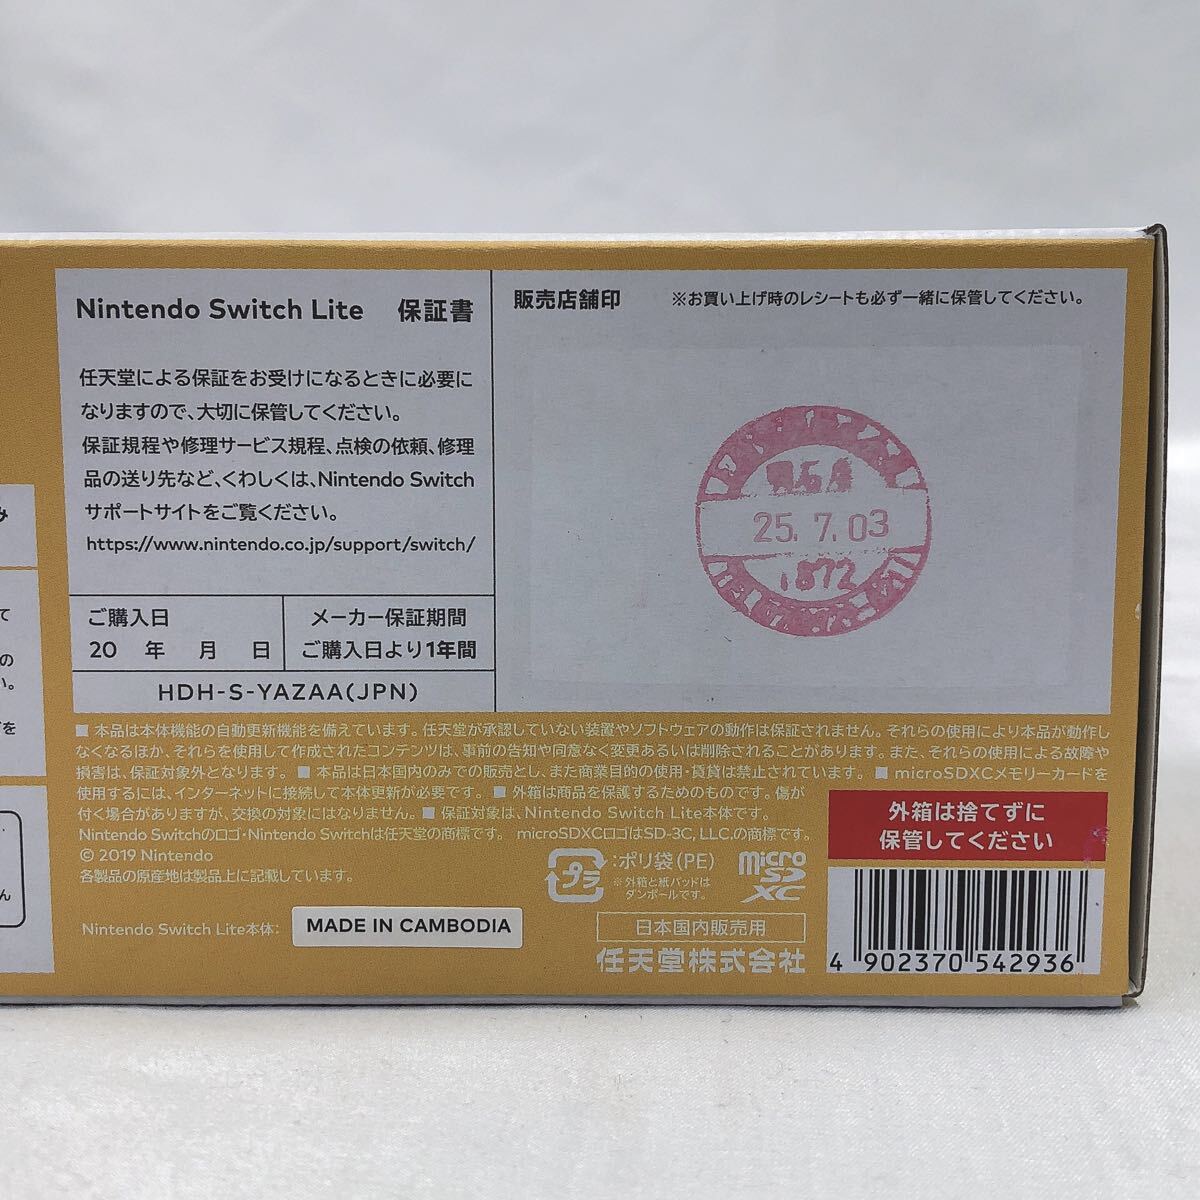 Nintendo Switch Lite 保証書
任天堂による保証をお受けになるときに必要に
なりますので、大切に保管してください。
保証規程や修理サービス規程、点検の依頼、修理
品の送り先など、くわしくは、Nintendo Switch
サポートサイトをご覧ください。
https://www.nintendo.co.jp/support/switch/
ご購入日
20 年 月 日
メーカー保証期間
ご購入日より1年間
HDH-S-YAZAA(JPN)
販売店舗印 ※お買い上げ時のレシートも必ず一緒に保管してください。
25.7.03
1872
み
て
の
い。
を
ん
■ 本品は本体機能の自動更新機能を備えています。任天堂が承認していない装置やソフトウェアの動作は保証されません。それらの使用により本品が動作し
なくなるほか、それらを使用して作成されたコンテンツは、事前の告知や同意なく変更あるいは削除されることがあります。また、それらの使用による故障や
損害は、保証対象外となります。■ 本品は日本国内のみでの販売とし、また商業目的の使用・賃貸は禁止されています。■ microSDXCメモリーカードを
使用するには、インターネットに接続して本体更新が必要です。■ 外箱は商品を保護するためのものです。傷が
付く場合がありますが、交換の対象にはなりません。■ 保証対象は、Nintendo Switch Lite本体です。
Nintendo Switchのロゴ・Nintendo Switchは任天堂の商標です。 microSDXCロゴはSD-3C, LLC.の商標です。
© 2019 Nintendo
各製品の原産地は製品上に記載しています。
プラ
:ポリ袋(PE)
※外箱と紙パッドは
ダンボールです。
micro
SD
XC
Nintendo Switch Lite本体:
MADE IN CAMBODIA
日本国内販売用
任天堂株式会社
外箱は捨てずに
保管してください
4 902370 542936